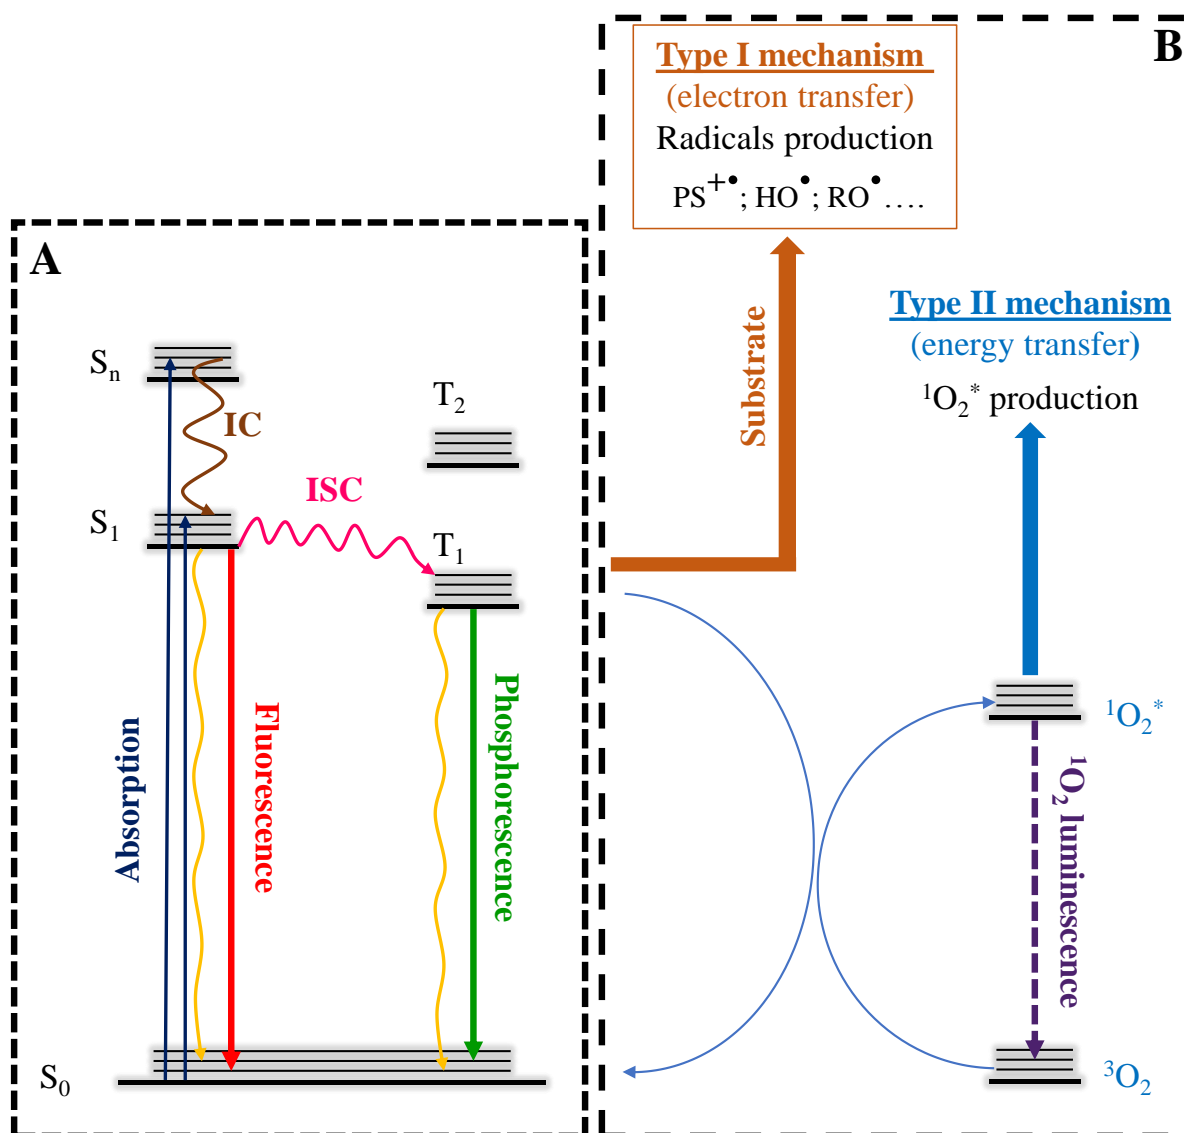 B
Type I mechanism
(electron transfer)
Radicals production
PS⁺•; HO•; RO•....
A
Substrate
Type II mechanism
(energy transfer)
¹O₂* production
Sₙ
IC
T₂
S₁
ISC
T₁
Absorption
Fluorescence
Phosphorescence
¹O₂*
¹O₂ luminescence
S₀
³O₂